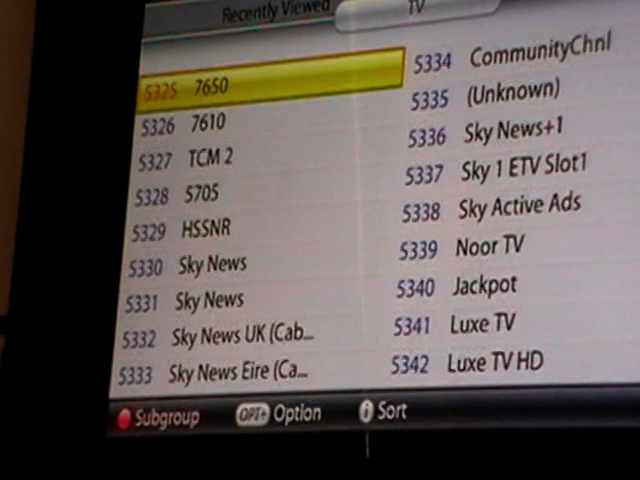 Recently Viewed TV
5325 7650
5326 7610
5327 TCM 2
5328 5705
5329 HSSNR
5330 Sky News
5331 Sky News
5332 Sky News UK (Cab...
5333 Sky News Eire (Ca...
5334 CommunityChnl
5335 (Unknown)
5336 Sky News+1
5337 Sky 1 ETV Slot1
5338 Sky Active Ads
5339 Noor TV
5340 Jackpot
5341 Luxe TV
5342 Luxe TV HD
Subgroup OPT+ Option i Sort